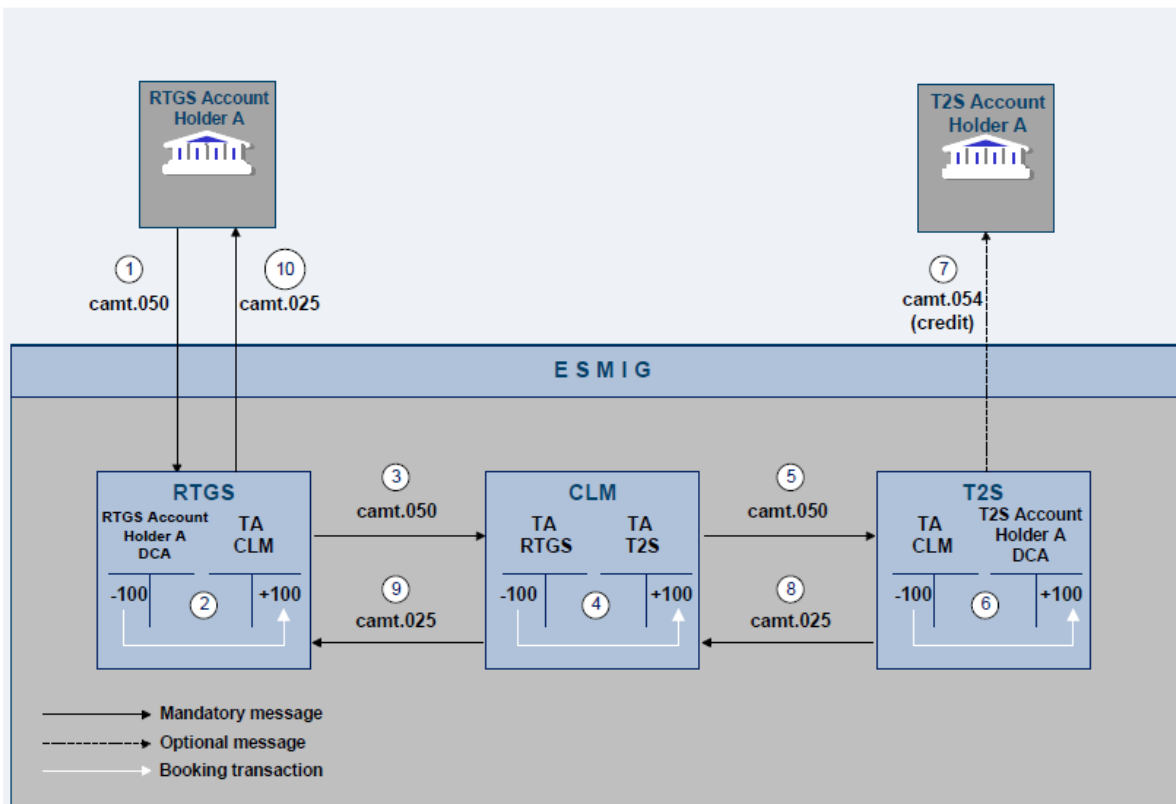 RTGS Account
Holder A
T2S Account
Holder A
1
camt.050
10
camt.025
7
camt.054
(credit)
ESMIG
RTGS
RTGS Account
Holder A
DCA
TA
CLM
-100
2
+100
3
camt.050
9
camt.025
CLM
TA
RTGS
TA
T2S
-100
4
+100
5
camt.050
8
camt.025
T2S
TA
CLM
T2S Account
Holder A
DCA
-100
6
+100
Mandatory message
Optional message
Booking transaction